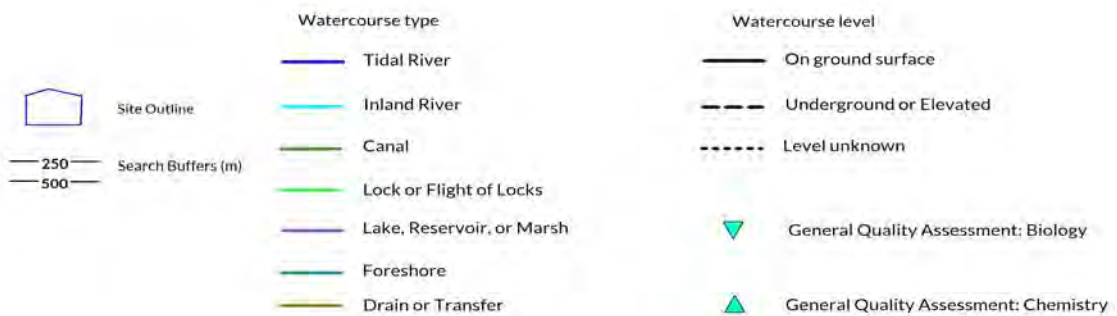 Site Outline
250
500
Search Buffers (m)
Watercourse type
Tidal River
Inland River
Canal
Lock or Flight of Locks
Lake, Reservoir, or Marsh
Foreshore
Drain or Transfer
Watercourse level
On ground surface
Underground or Elevated
Level unknown
General Quality Assessment: Biology
General Quality Assessment: Chemistry